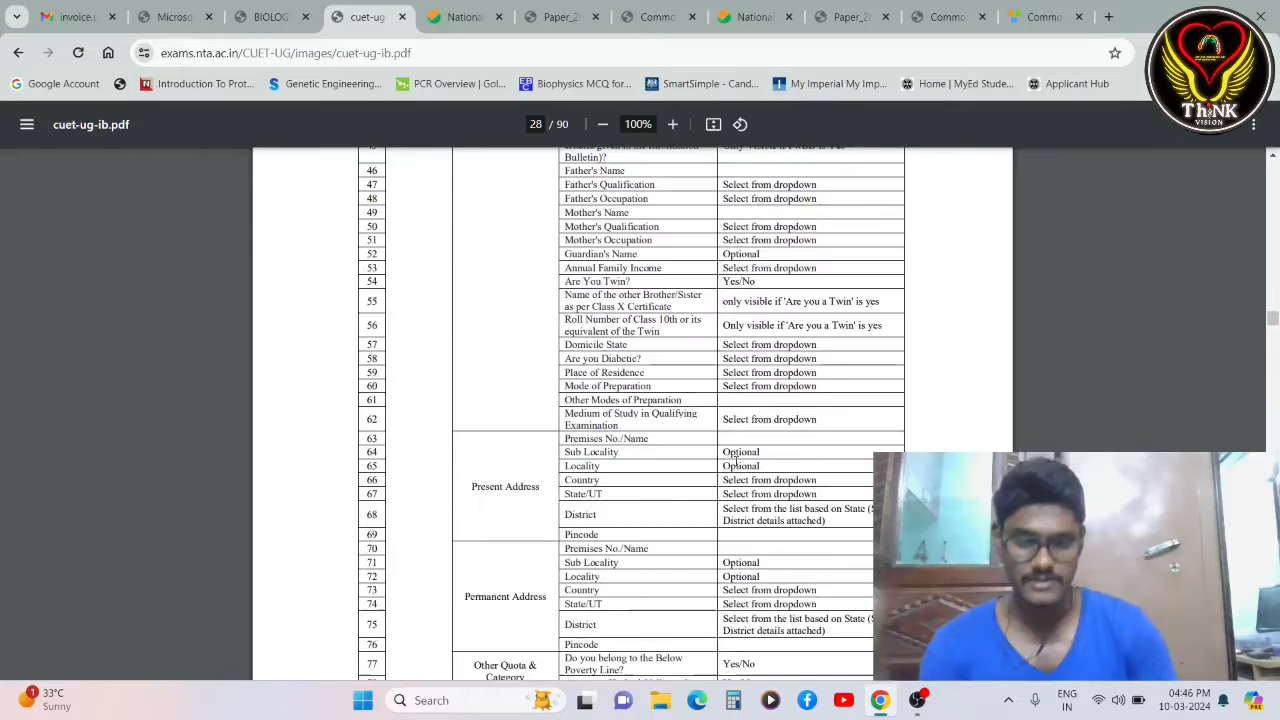 invoice.
Microso
BIOLOG
cuet-ug
National
Paper_2
Commo
National
Paper_2
Commo
Commo
exams.nta.ac.in/CUET-UG/images/cuet-ug-ib.pdf
Google Account
Introduction To Prot...
Genetic Engineering...
PCR Overview | Gol...
Biophysics MCQ for...
SmartSimple - Cand...
My Imperial My Imp...
Home | MyEd Stude...
Applicant Hub
ThiNK
VISION
cuet-ug-ib.pdf
28 / 90
100%
Bulletin)?
46 Father's Name
47 Father's Qualification Select from dropdown
48 Father's Occupation Select from dropdown
49 Mother's Name
50 Mother's Qualification Select from dropdown
51 Mother's Occupation Select from dropdown
52 Guardian's Name Optional
53 Annual Family Income Select from dropdown
54 Are You Twin? Yes/No
55 Name of the other Brother/Sister
as per Class X Certificate only visible if 'Are you a Twin' is yes
56 Roll Number of Class 10th or its
equivalent of the Twin Only visible if 'Are you a Twin' is yes
57 Domicile State Select from dropdown
58 Are you Diabetic? Select from dropdown
59 Place of Residence Select from dropdown
60 Mode of Preparation Select from dropdown
61 Other Modes of Preparation
62 Medium of Study in Qualifying
Examination Select from dropdown
63 Premises No./Name
64 Sub Locality Optional
65 Locality Optional
Present Address
66 Country Select from dropdown
67 State/UT Select from dropdown
68 District Select from the list based on State (
District details attached)
69 Pincode
70 Premises No./Name
71 Sub Locality Optional
72 Locality Optional
Permanent Address
73 Country Select from dropdown
74 State/UT Select from dropdown
75 District Select from the list based on State (
District details attached)
76 Pincode
77 Other Quota &
Category
Do you belong to the Below
Poverty Line? Yes/No
1
33°C
Sunny
Search
ENG
IN
04:46 PM
10-03-2024
PRE